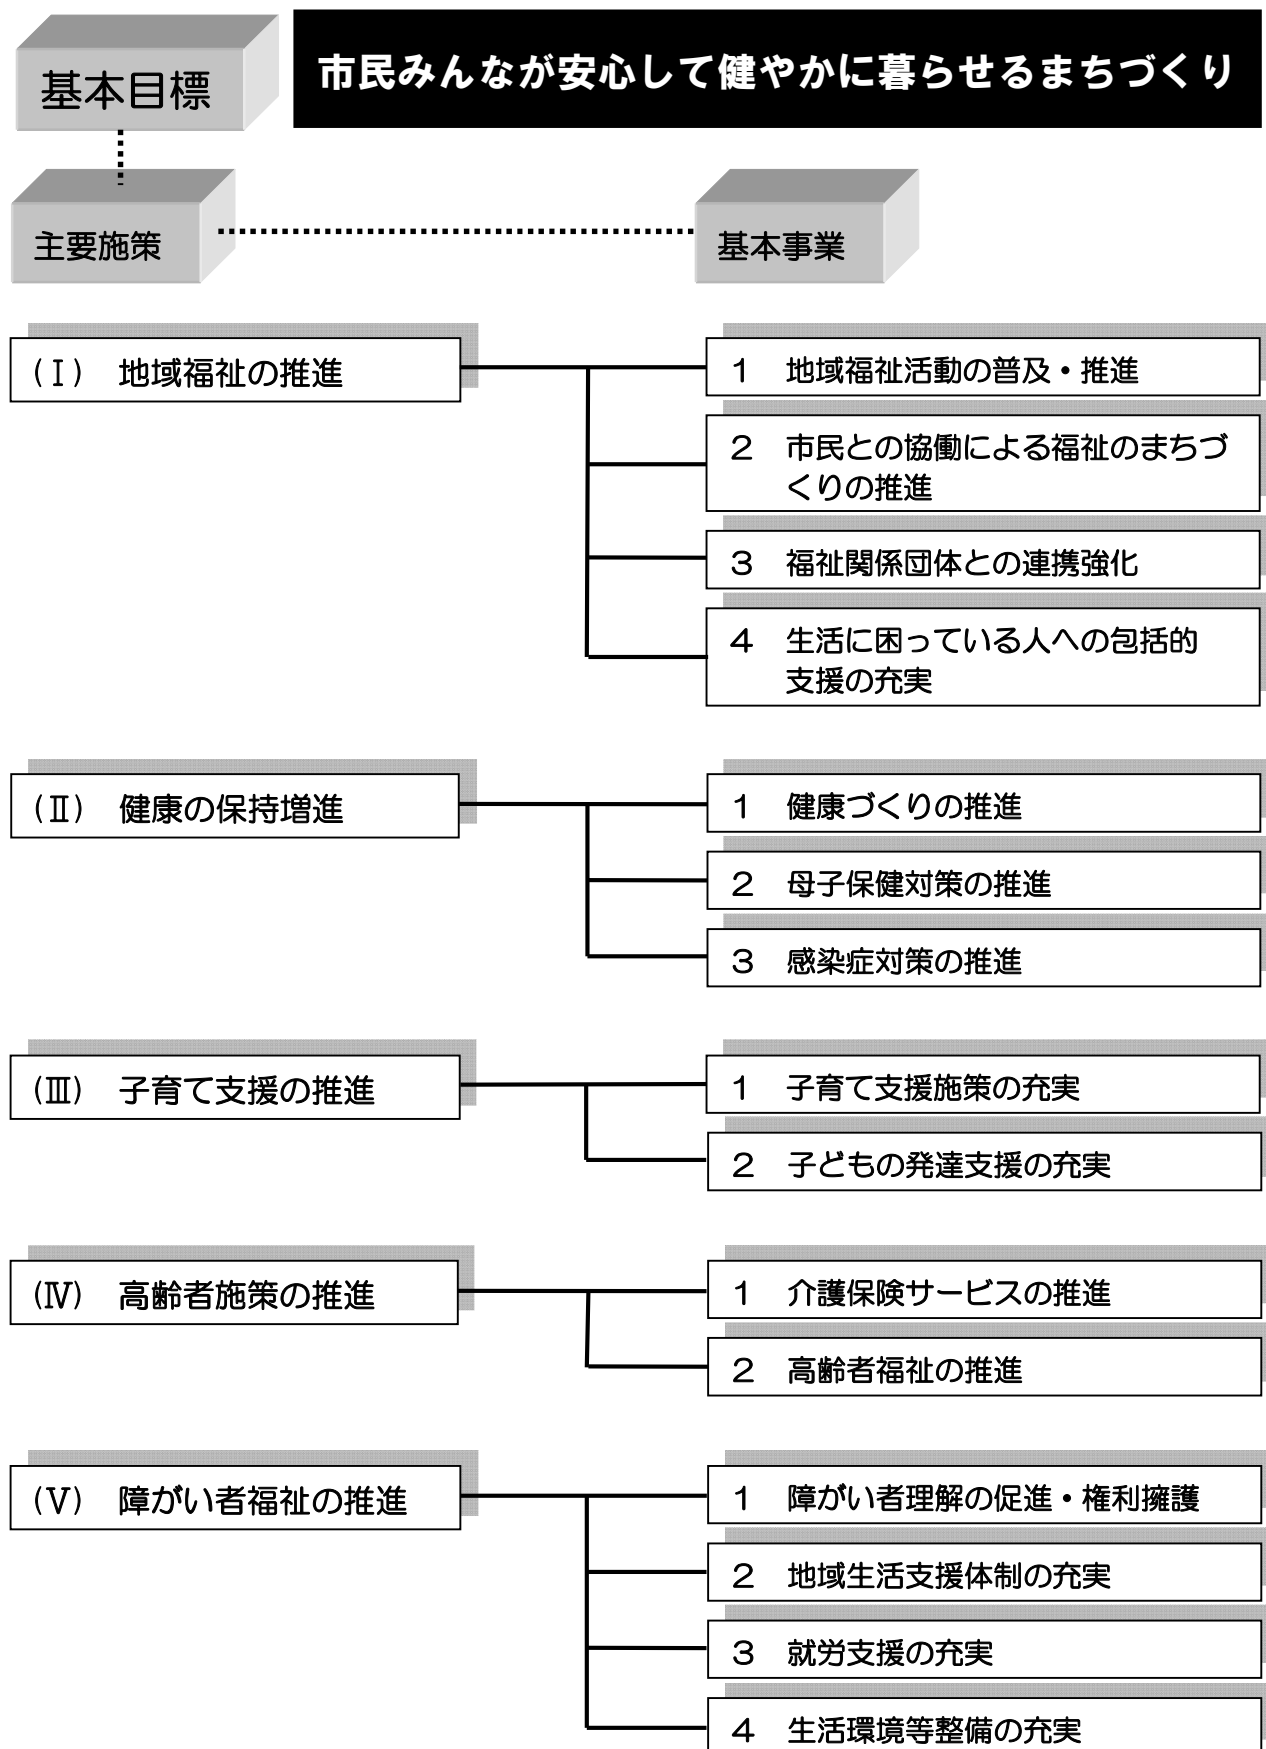 基本目標
市民みんなが安心して健やかに暮らせるまちづくり
主要施策
基本事業
(Ⅰ) 地域福祉の推進
1 地域福祉活動の普及・推進
2 市民との協働による福祉のまちづ
くりの推進
3 福祉関係団体との連携強化
4 生活に困っている人への包括的
支援の充実
(Ⅱ) 健康の保持増進
1 健康づくりの推進
2 母子保健対策の推進
3 感染症対策の推進
(Ⅲ) 子育て支援の推進
1 子育て支援施策の充実
2 子どもの発達支援の充実
(Ⅳ) 高齢者施策の推進
1 介護保険サービスの推進
2 高齢者福祉の推進
(Ⅴ) 障がい者福祉の推進
1 障がい者理解の促進・権利擁護
2 地域生活支援体制の充実
3 就労支援の充実
4 生活環境等整備の充実